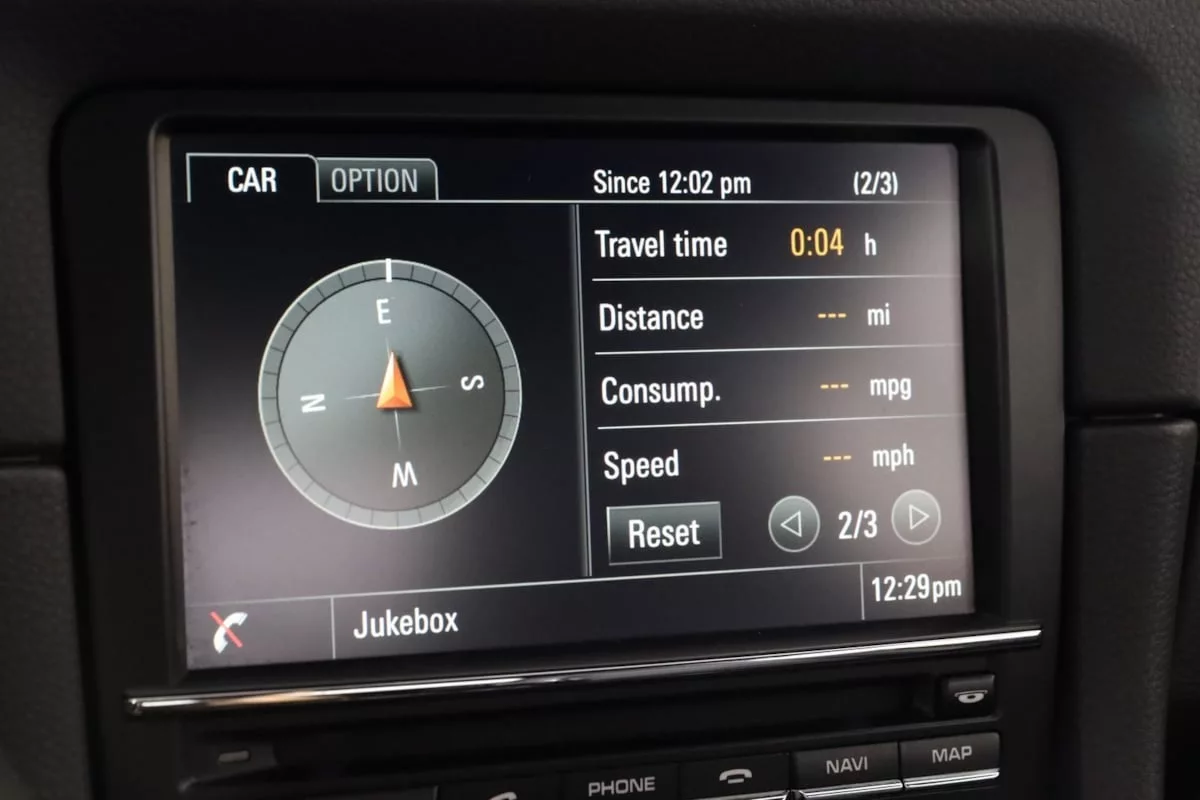 CAR OPTION Since 12:02 pm (2/3)
Travel time 0:04 h
Distance --- mi
Consump. --- mpg
Speed --- mph
Reset 2/3
E
N S
W
Jukebox 12:29pm
PHONE NAVI MAP